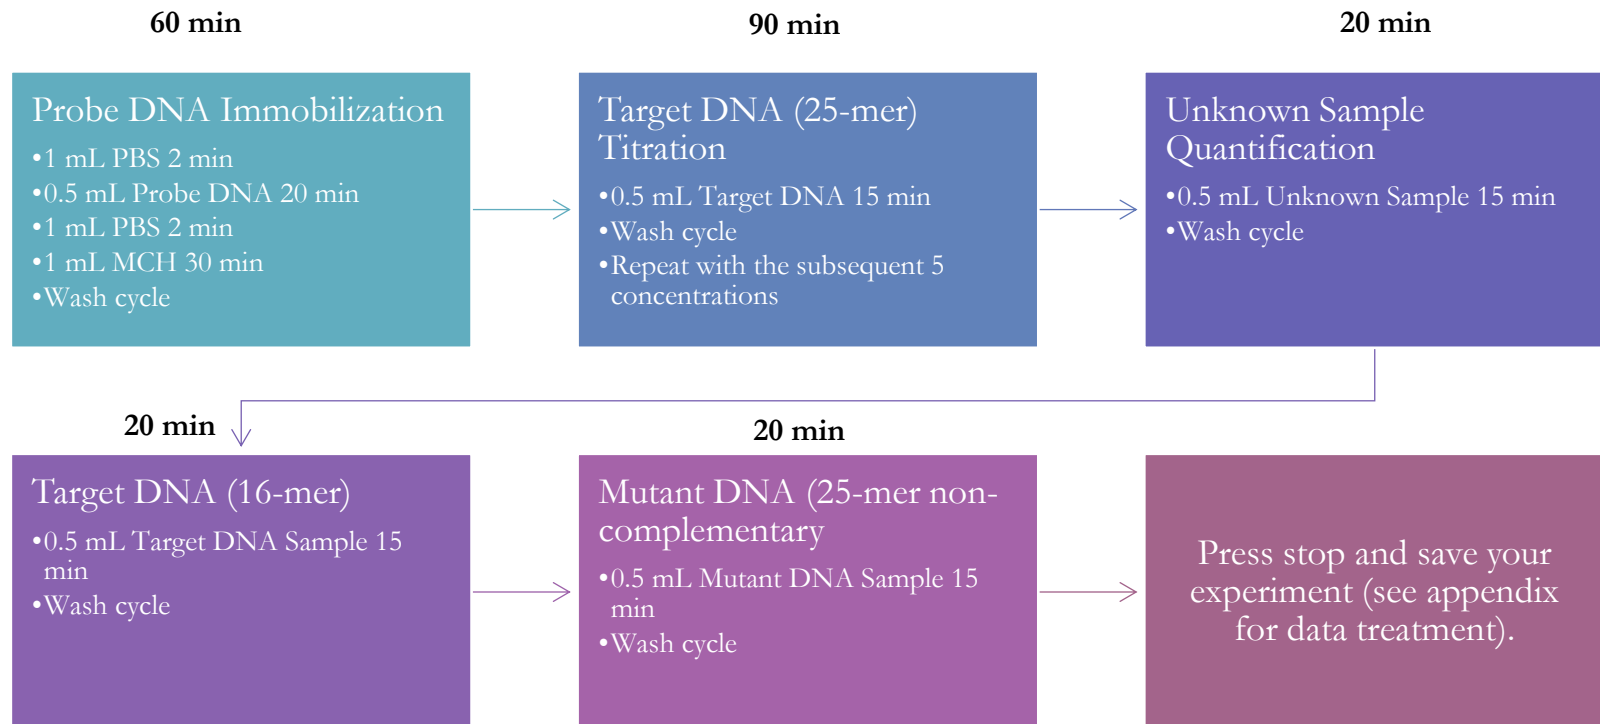 60 min
90 min
20 min
Probe DNA Immobilization
•1 mL PBS 2 min
•0.5 mL Probe DNA 20 min
•1 mL PBS 2 min
•1 mL MCH 30 min
•Wash cycle
Target DNA (25-mer)
Titration
•0.5 mL Target DNA 15 min
•Wash cycle
•Repeat with the subsequent 5
concentrations
Unknown Sample
Quantification
•0.5 mL Unknown Sample 15 min
•Wash cycle
20 min
20 min
Target DNA (16-mer)
•0.5 mL Target DNA Sample 15
min
•Wash cycle
Mutant DNA (25-mer non-
complementary
•0.5 mL Mutant DNA Sample 15
min
•Wash cycle
Press stop and save your
experiment (see appendix
for data treatment).